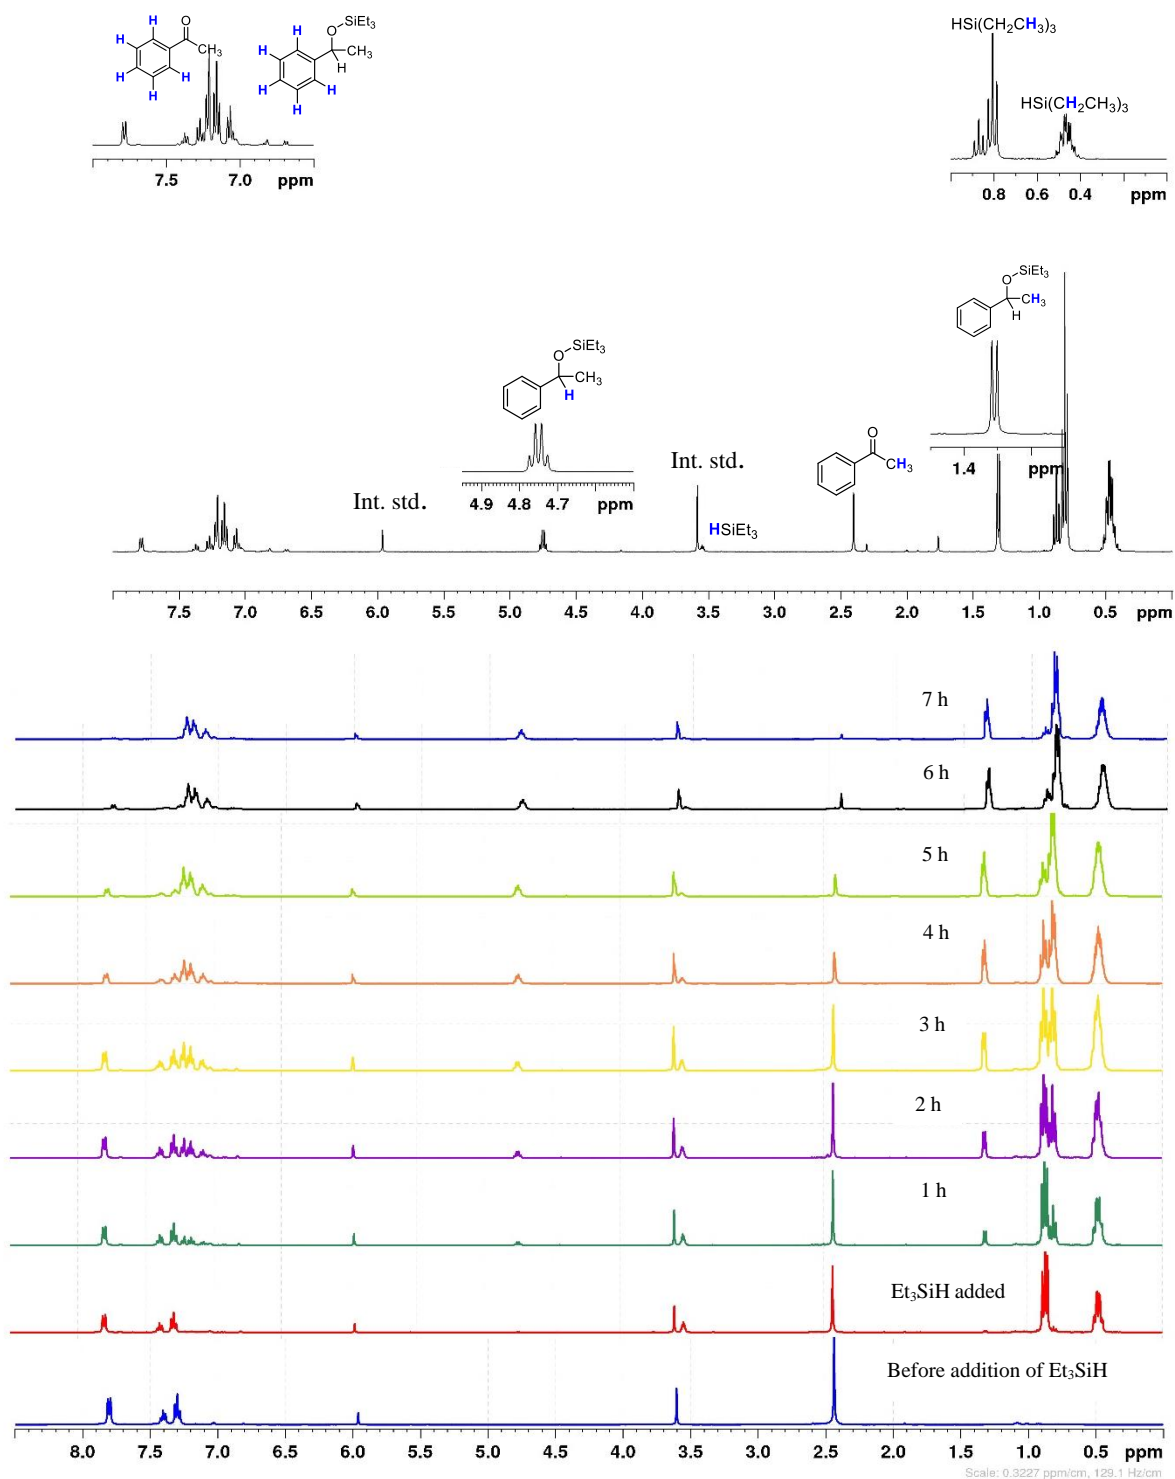 H
H
O
H
CH3
H
H
H
H
O
SiEt3
H
CH3
H
H
H
H
7.5 7.0 ppm
HSi(CH2CH3)3
HSi(CH2CH3)3
0.8 0.6 0.4 ppm
O
SiEt3
CH3
H
1.4 ppm
O
SiEt3
CH3
H
4.9 4.8 4.7 ppm
O
CH3
Int. std.
Int. std.
HSiEt3
7.5 7.0 6.5 6.0 5.5 5.0 4.5 4.0 3.5 3.0 2.5 2.0 1.5 1.0 0.5 ppm
7 h
6 h
5 h
4 h
3 h
2 h
1 h
Et3SiH added
Before addition of Et3SiH
8.0 7.5 7.0 6.5 6.0 5.5 5.0 4.5 4.0 3.5 3.0 2.5 2.0 1.5 1.0 0.5 ppm
Scale: 0.3227 ppm/cm, 129.1 Hz/cm